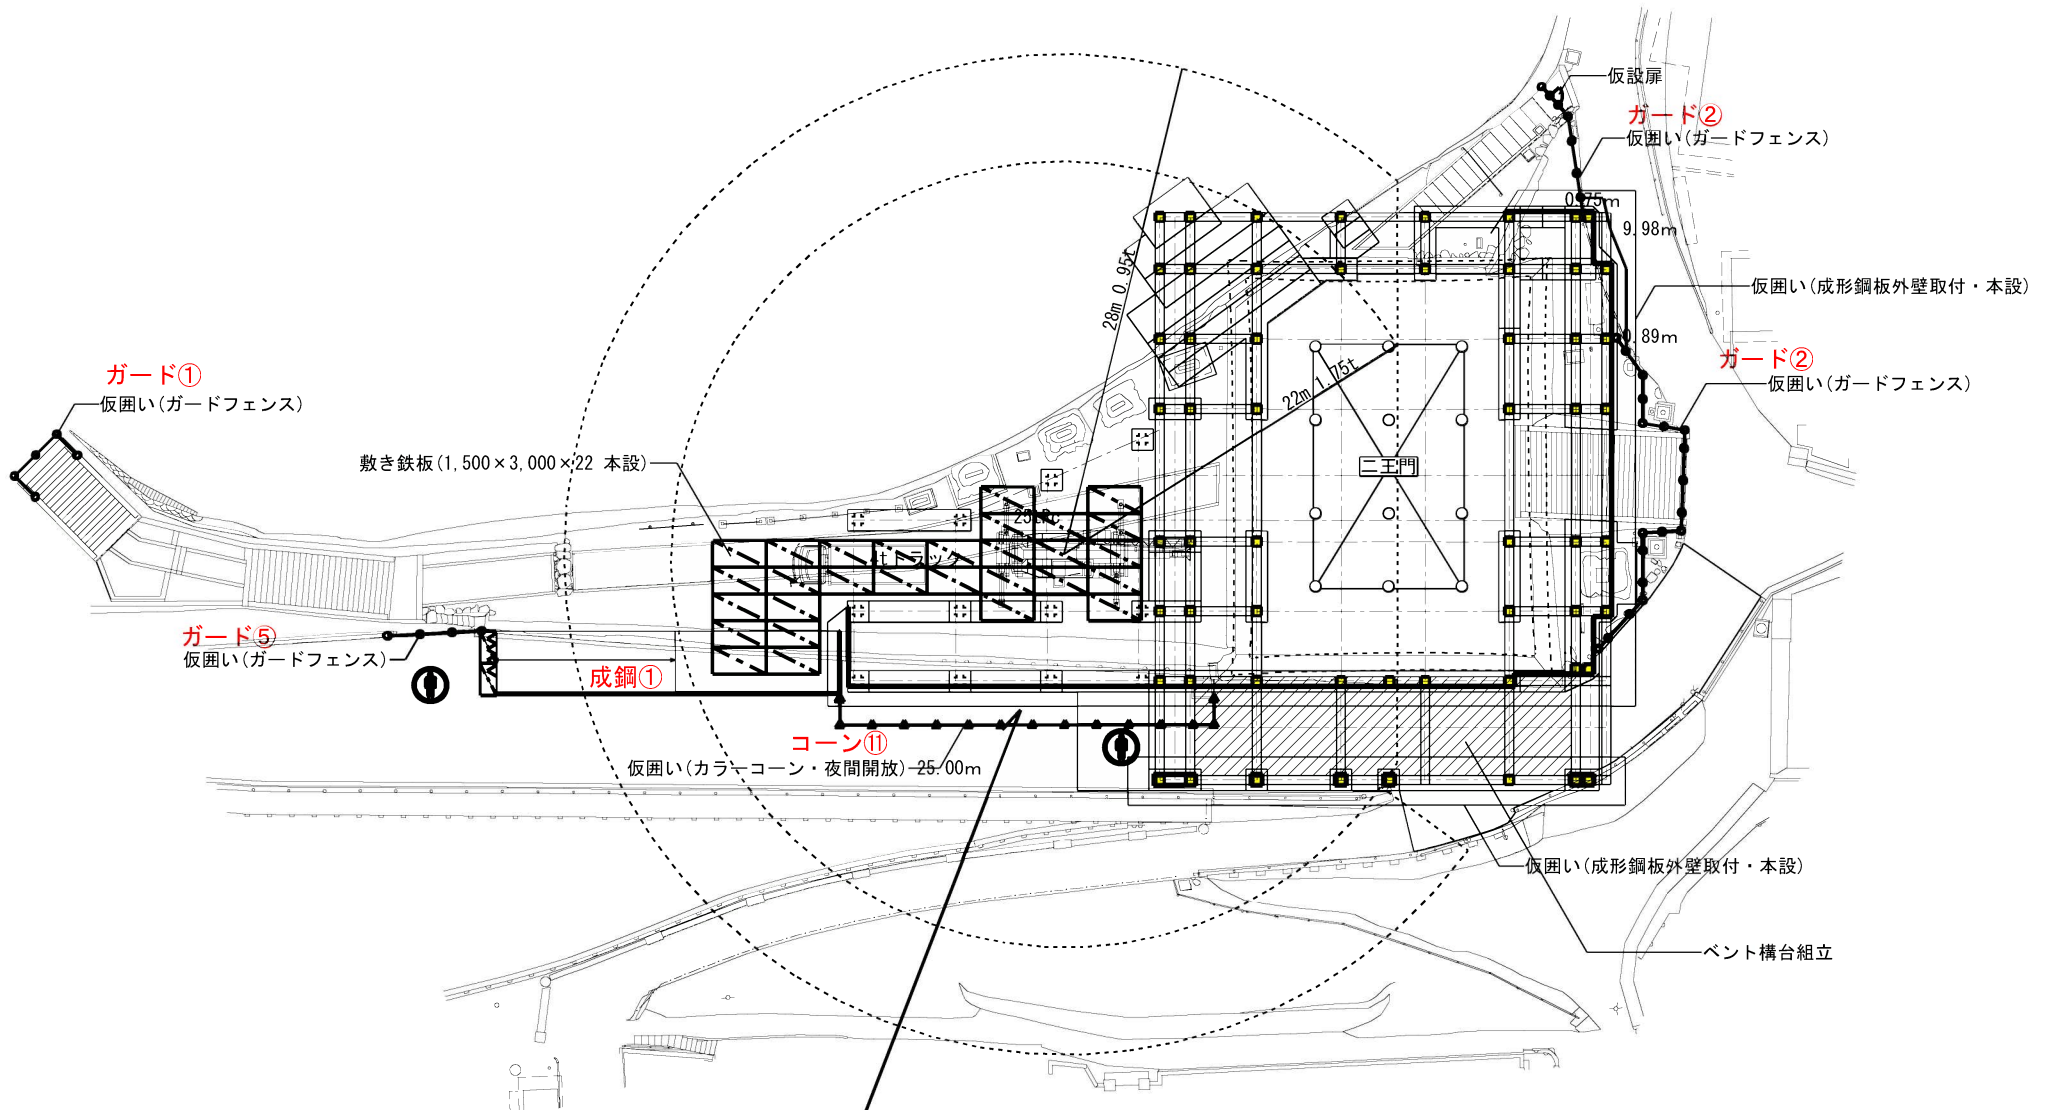 仮設扉
ガード②
仮囲い(ガードフェンス)
0.75m
9.98m
28m 0.95t
仮囲い(成形鋼板外壁取付・本設)
0.89m
ガード②
仮囲い(ガードフェンス)
ガード①
仮囲い(ガードフェンス)
22m 1.75t
敷き鉄板(1,500×3,000×22 本設)
二王門
4tトラック
ガード⑤
仮囲い(ガードフェンス)
成鋼①
コーン⑪
仮囲い(カラーコーン・夜間開放) 25.00m
仮囲い(成形鋼板外壁取付・本設)
ベント構台組立